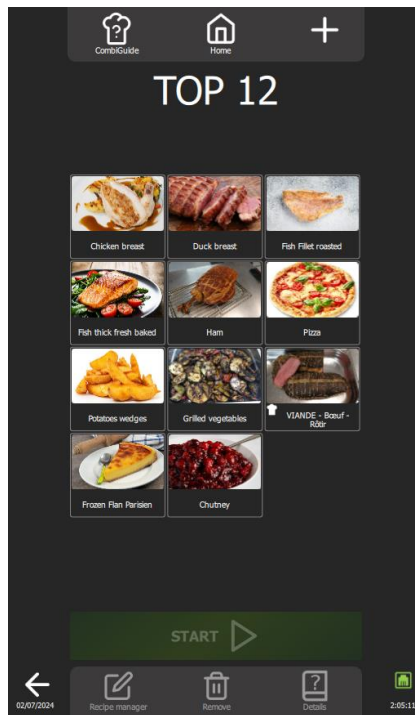 CombiGuide
Home
TOP 12
Chicken breast
Duck breast
Fish Fillet roasted
Fish thick fresh baked
Ham
Pizza
Potatoes wedges
Grilled vegetables
VIANDE - Bœuf -
Rôtir
Frozen Flan Parisien
Chutney
START
Recipe manager
Remove
Details
02/07/2024
2:05:11